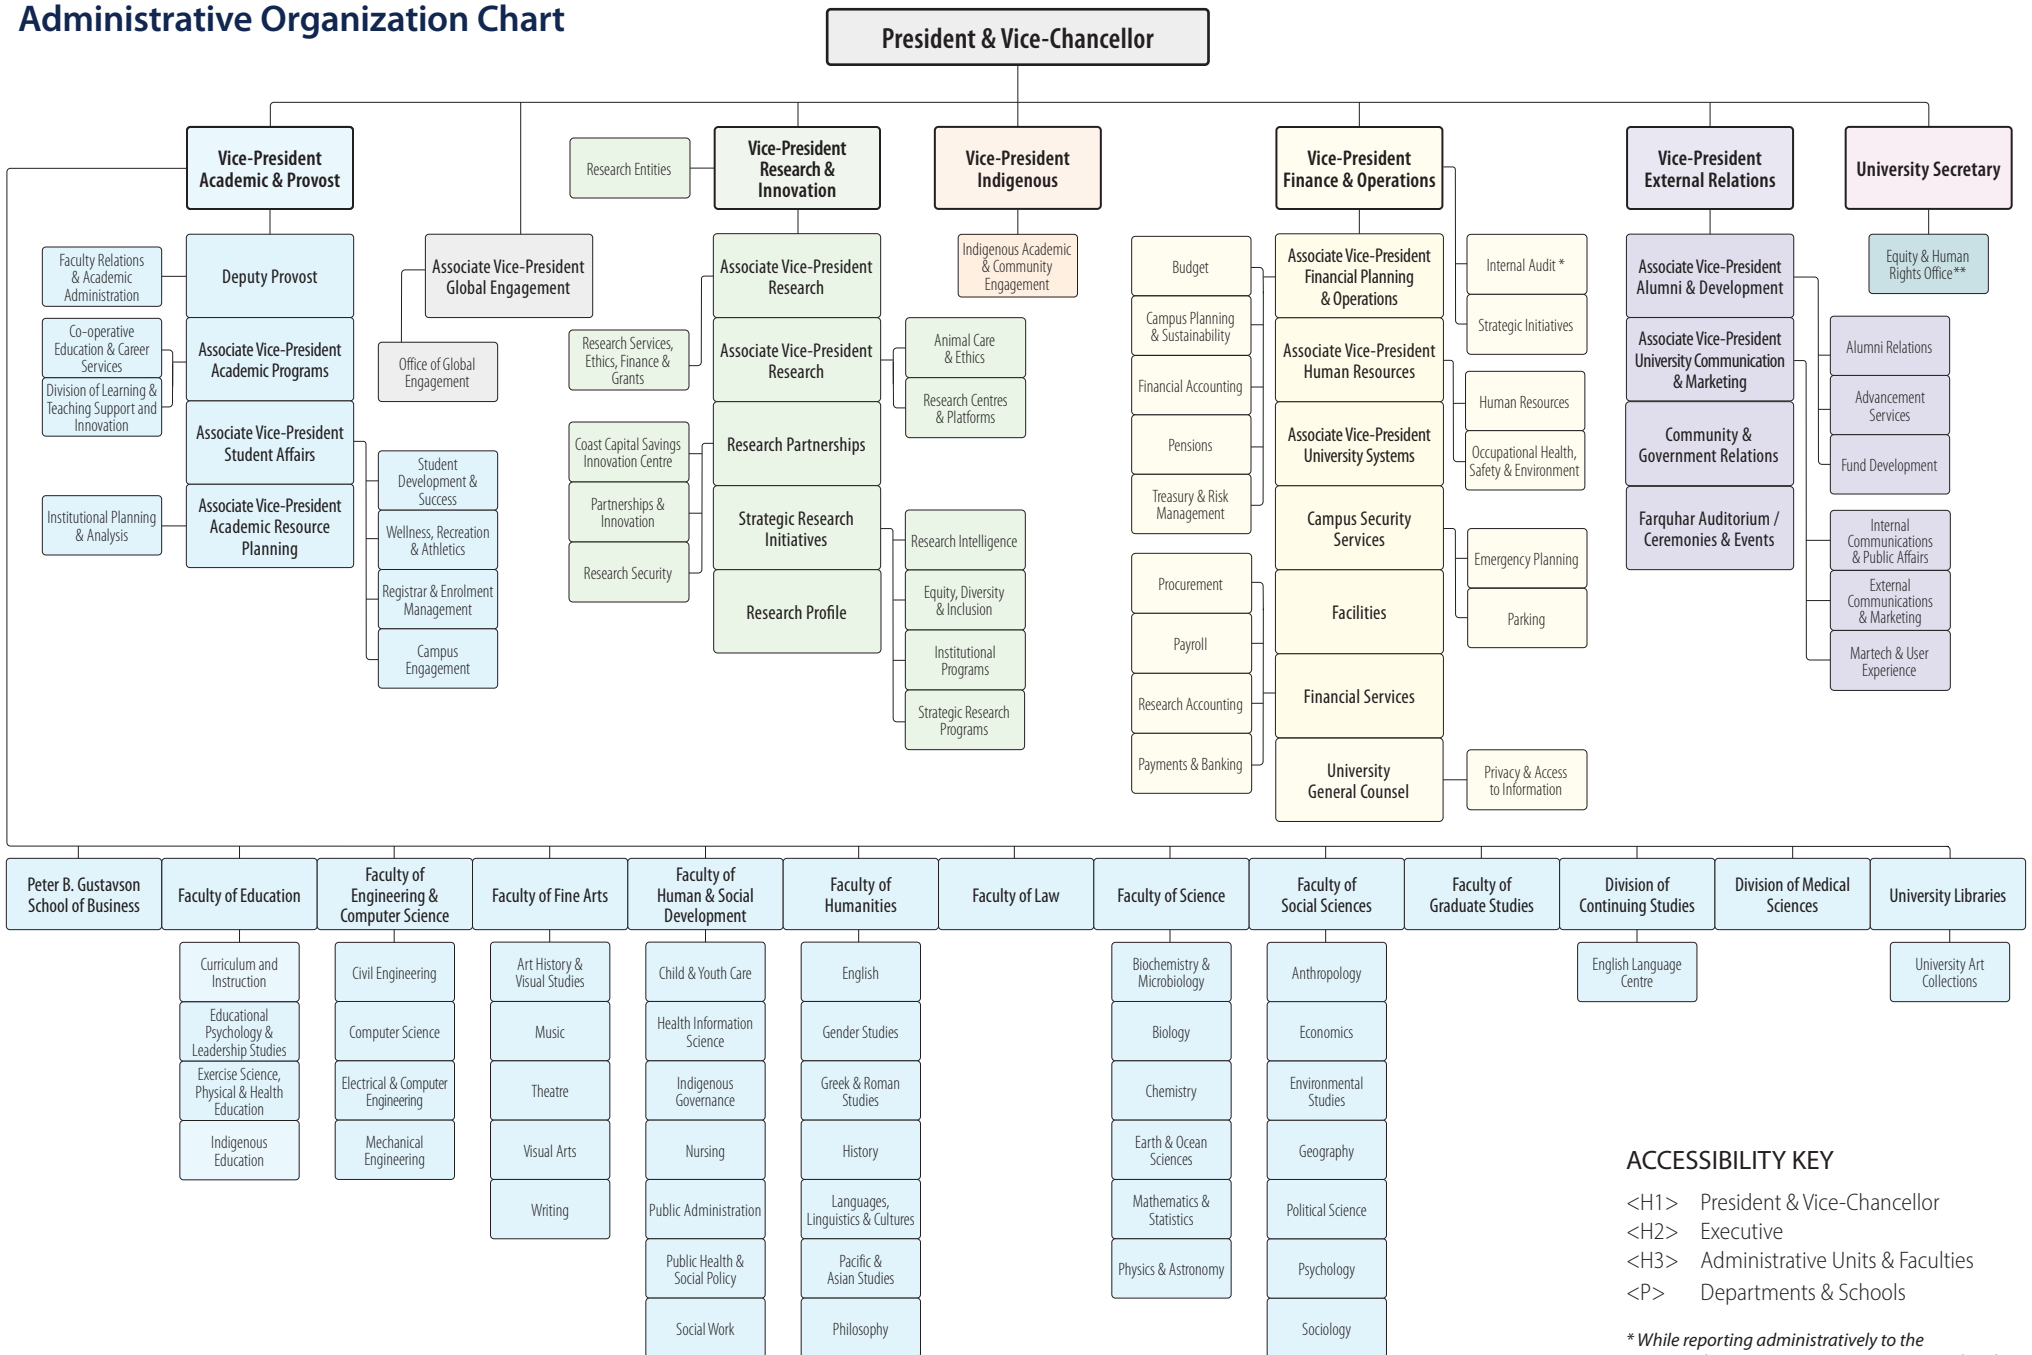 Administrative Organization Chart
President & Vice-Chancellor
Vice-President
Academic & Provost
Research Entities
Vice-President
Research &
Innovation
Vice-President
Indigenous
Vice-President
Finance & Operations
Vice-President
External Relations
University Secretary
Faculty Relations
& Academic
Administration
Deputy Provost
Co-operative
Education & Career
Services
Division of Learning &
Teaching Support and
Innovation
Associate Vice-President
Academic Programs
Associate Vice-President
Student Affairs
Student
Development &
Success
Wellness, Recreation
& Athletics
Registrar & Enrolment
Management
Campus
Engagement
Institutional Planning
& Analysis
Associate Vice-President
Academic Resource
Planning
Associate Vice-President
Global Engagement
Office of Global
Engagement
Associate Vice-President
Research
Research Services,
Ethics, Finance &
Grants
Associate Vice-President
Research
Animal Care
& Ethics
Research Centres
& Platforms
Coast Capital Savings
Innovation Centre
Partnerships &
Innovation
Research Security
Research Partnerships
Strategic Research
Initiatives
Research Intelligence
Equity, Diversity
& Inclusion
Institutional
Programs
Strategic Research
Programs
Research Profile
Indigenous Academic
& Community
Engagement
Budget
Campus Planning
& Sustainability
Financial Accounting
Pensions
Treasury & Risk
Management
Associate Vice-President
Financial Planning
& Operations
Internal Audit *
Strategic Initiatives
Associate Vice-President
Human Resources
Human Resources
Occupational Health,
Safety & Environment
Associate Vice-President
University Systems
Campus Security
Services
Emergency Planning
Parking
Facilities
Procurement
Payroll
Research Accounting
Payments & Banking
Financial Services
University
General Counsel
Privacy & Access
to Information
Associate Vice-President
Alumni & Development
Alumni Relations
Advancement
Services
Fund Development
Associate Vice-President
University Communication
& Marketing
Internal
Communications
& Public Affairs
External
Communications
& Marketing
Martech & User
Experience
Community &
Government Relations
Farquhar Auditorium /
Ceremonies & Events
Equity & Human
Rights Office**
Peter B. Gustavson
School of Business
Faculty of Education
Curriculum and
Instruction
Educational
Psychology &
Leadership Studies
Exercise Science,
Physical & Health
Education
Indigenous
Education
Faculty of
Engineering &
Computer Science
Civil Engineering
Computer Science
Electrical & Computer
Engineering
Mechanical
Engineering
Faculty of Fine Arts
Art History &
Visual Studies
Music
Theatre
Visual Arts
Writing
Faculty of
Human & Social
Development
Child & Youth Care
Health Information
Science
Indigenous
Governance
Nursing
Public Administration
Public Health &
Social Policy
Social Work
Faculty of
Humanities
English
Gender Studies
Greek & Roman
Studies
History
Languages,
Linguistics & Cultures
Pacific &
Asian Studies
Philosophy
Faculty of Law
Faculty of Science
Biochemistry &
Microbiology
Biology
Chemistry
Earth & Ocean
Sciences
Mathematics &
Statistics
Physics & Astronomy
Faculty of
Social Sciences
Anthropology
Economics
Environmental
Studies
Geography
Political Science
Psychology
Sociology
Faculty of
Graduate Studies
Division of
Continuing Studies
English Language
Centre
Division of Medical
Sciences
University Libraries
University Art
Collections
ACCESSIBILITY KEY
<H1> President & Vice-Chancellor
<H2> Executive
<H3> Administrative Units & Faculties
<P> Departments & Schools
* While reporting administratively to the